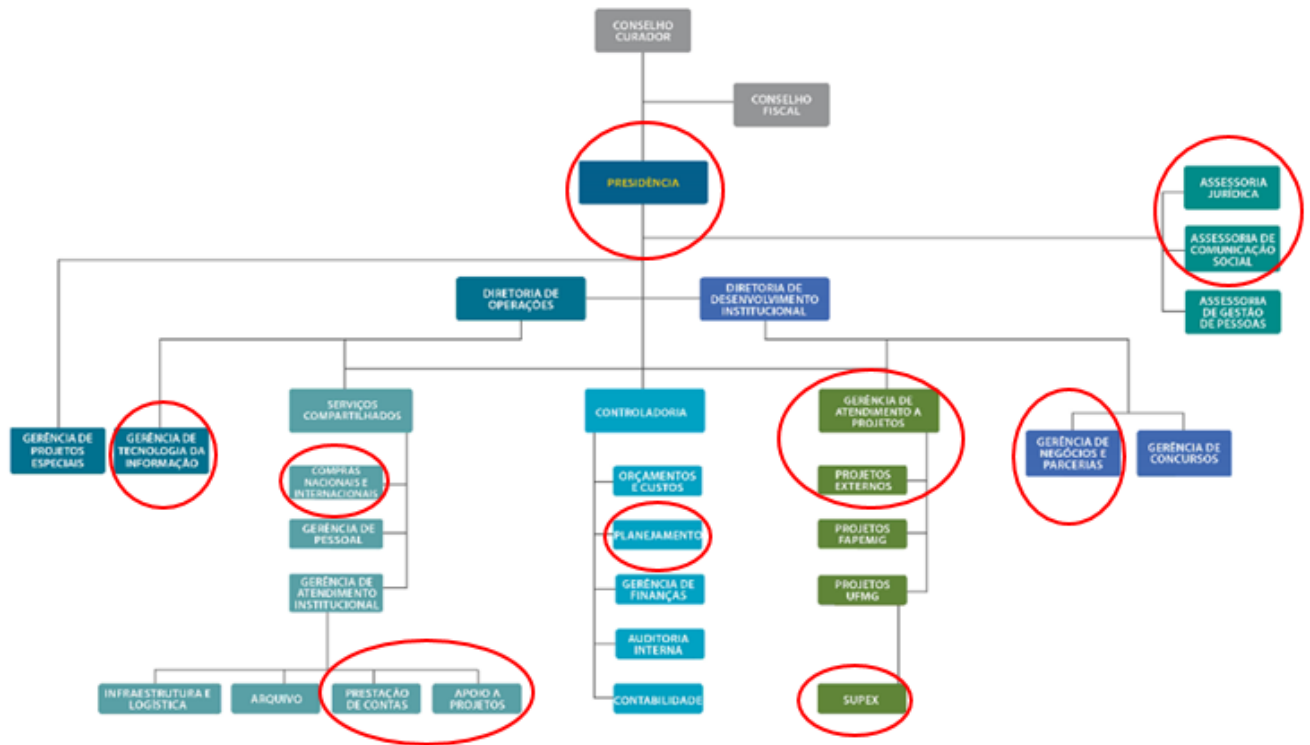 CONSELHO
CURADOR
CONSELHO
FISCAL
PRESIDÊNCIA
ASSESSORIA
JURÍDICA
ASSESSORIA DE
COMUNICAÇÃO
SOCIAL
ASSESSORIA
DE GESTÃO
DE PESSOAS
DIRETORIA DE
OPERAÇÕES
DIRETORIA DE
DESENVOLVIMENTO
INSTITUCIONAL
GERÊNCIA DE
PROJETOS
ESPECIAIS
GERÊNCIA DE
TECNOLOGIA DA
INFORMAÇÃO
SERVIÇOS
COMPARTILHADOS
COMPRAS
NACIONAIS E
INTERNACIONAIS
GERÊNCIA DE
PESSOAL
GERÊNCIA DE
ATENDIMENTO
INSTITUCIONAL
INFRAESTRUTURA E
LOGÍSTICA
ARQUIVO
PRESTAÇÃO
DE CONTAS
APOIO A
PROJETOS
CONTROLADORIA
ORÇAMENTOS
E CUSTOS
PLANEJAMENTO
GERÊNCIA DE
FINANÇAS
AUDITORIA
INTERNA
CONTABILIDADE
GERÊNCIA DE
ATENDIMENTO A
PROJETOS
PROJETOS
EXTERNOS
PROJETOS
FAPEMIG
PROJETOS
UFMG
SUPEX
GERÊNCIA DE
NEGÓCIOS E
PARCERIAS
GERÊNCIA DE
CONCURSOS